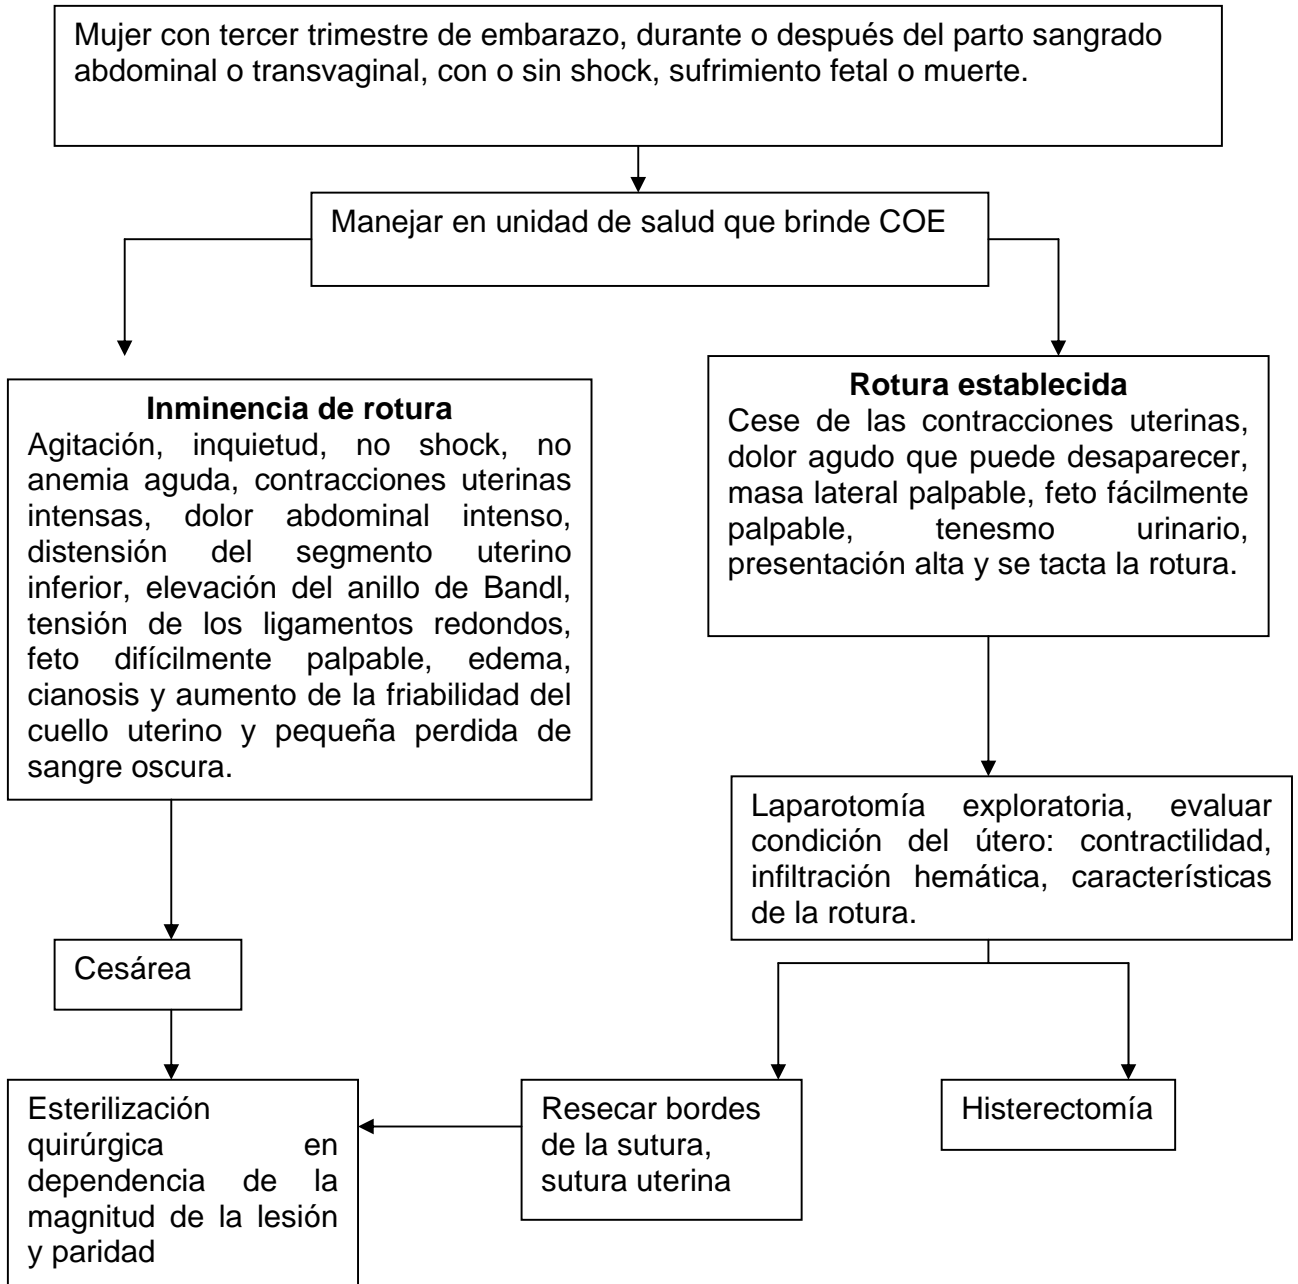 Mujer con tercer trimestre de embarazo, durante o después del parto sangrado
abdominal o transvaginal, con o sin shock, sufrimiento fetal o muerte.
Manejar en unidad de salud que brinde COE
Inminencia de rotura
Agitación, inquietud, no shock, no
anemia aguda, contracciones uterinas
intensas, dolor abdominal intenso,
distensión del segmento uterino
inferior, elevación del anillo de Bandl,
tensión de los ligamentos redondos,
feto difícilmente palpable, edema,
cianosis y aumento de la friabilidad del
cuello uterino y pequeña perdida de
sangre oscura.
Rotura establecida
Cese de las contracciones uterinas,
dolor agudo que puede desaparecer,
masa lateral palpable, feto fácilmente
palpable, tenesmo urinario,
presentación alta y se tacta la rotura.
Laparotomía exploratoria, evaluar
condición del útero: contractilidad,
infiltración hemática, características
de la rotura.
Cesárea
Esterilización
quirúrgica en
dependencia de la
magnitud de la lesión
y paridad
Resecar bordes
de la sutura,
sutura uterina
Histerectomía